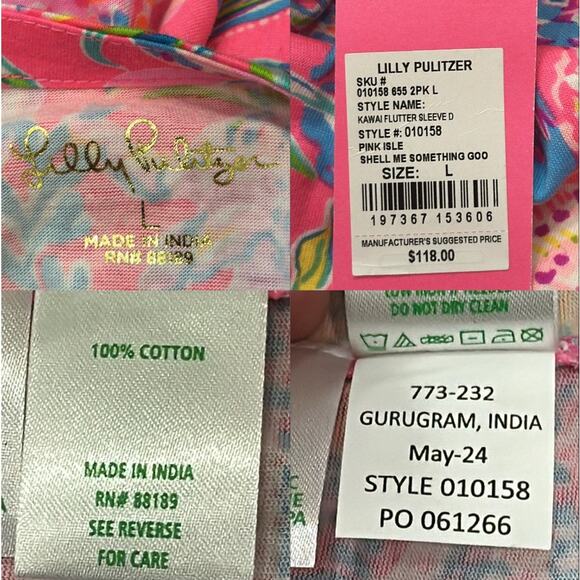 Lilly Pulitzer
L
MADE IN INDIA
RN# 88189
LILLY PULITZER
SKU #
010158 655 2PK L
STYLE NAME:
KAWAI FLUTTER SLEEVE D
STYLE #: 010158
PINK ISLE
SHELL ME SOMETHING GOO
SIZE: L
197367 153606
MANUFACTURER'S SUGGESTED PRICE
$118.00
100% COTTON
MADE IN INDIA
RN# 88189
SEE REVERSE
FOR CARE
DO NOT DRY CLEAN
773-232
GURUGRAM, INDIA
May-24
STYLE 010158
PO 061266